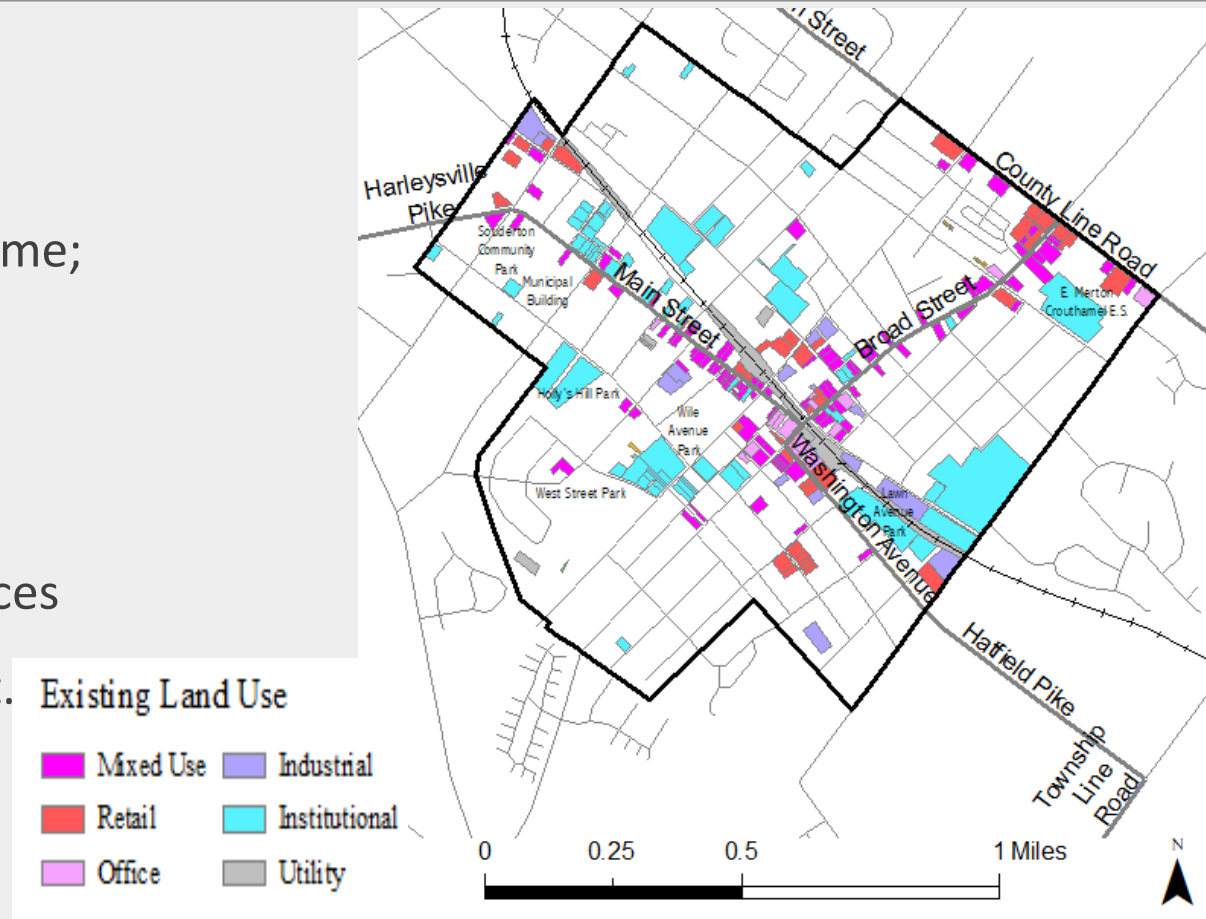 n Street
County Line Road
Harleysville
Pike
Souderton
Community
Park
Municipal
Building
Main Street
Broad Street
E. Merton
Crouthamel E.S.
Holly's Hill Park
Wile
Avenue
Park
West Street Park
Washington Avenue
Lawn
Avenue
Park
Hatfield Pike
Township
Line
Road
me;
ces
.
Existing Land Use
Mixed Use
Industrial
Retail
Institutional
Office
Utility
0 0.25 0.5 1 Miles
N